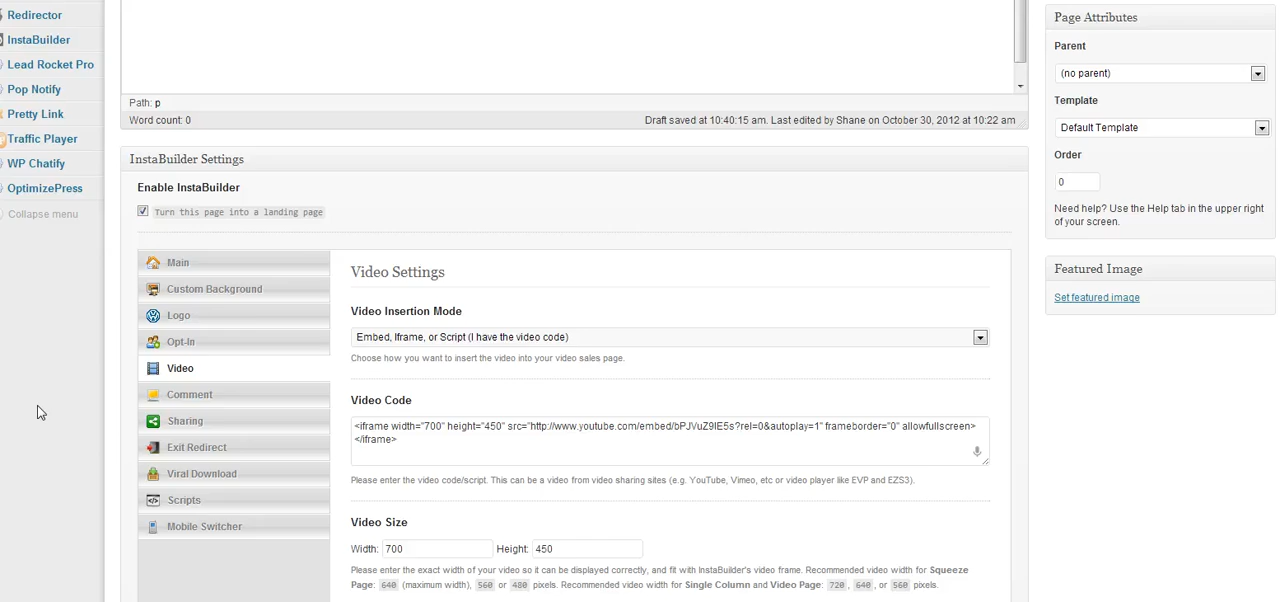 Redirector
InstaBuilder
Lead Rocket Pro
Pop Notify
Pretty Link
Traffic Player
WP Chatify
OptimizePress
Collapse menu
Path: p
Word count: 0
Draft saved at 10:40:15 am. Last edited by Shane on October 30, 2012 at 10:22 am
InstaBuilder Settings
Enable InstaBuilder
Turn this page into a landing page
Main
Custom Background
Logo
Opt-In
Video
Comment
Sharing
Exit Redirect
Viral Download
Scripts
Mobile Switcher
Video Settings
Video Insertion Mode
Embed, Iframe, or Script (I have the video code)
Choose how you want to insert the video into your video sales page.
Video Code
<iframe width="700" height="450" src="http://www.youtube.com/embed/bPJVuZ9IE5s?rel=0&autoplay=1" frameborder="0" allowfullscreen>
</iframe>
Please enter the video code/script. This can be a video from video sharing sites (e.g. YouTube, Vimeo, etc or video player like EVP and EZS3).
Video Size
Width: 700 Height: 450
Please enter the exact width of your video so it can be displayed correctly, and fit with InstaBuilder's video frame. Recommended video width for Squeeze
Page: 640 (maximum width), 560 or 480 pixels. Recommended video width for Single Column and Video Page: 720, 640, or 560 pixels.
Page Attributes
Parent
(no parent)
Template
Default Template
Order
0
Need help? Use the Help tab in the upper right
of your screen.
Featured Image
Set featured image